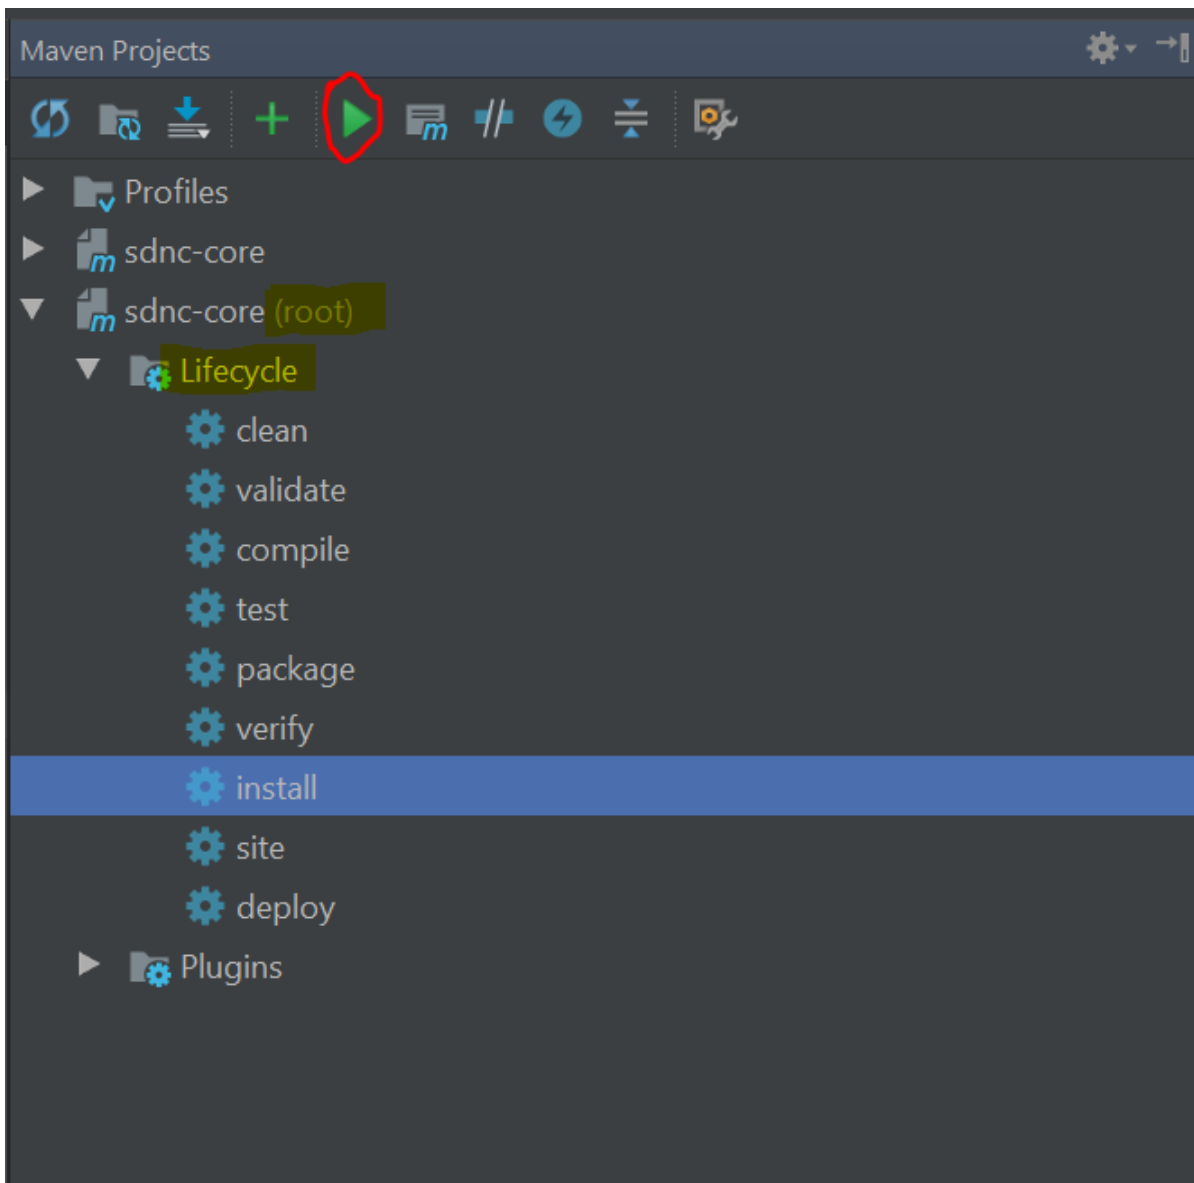 Maven Projects
Profiles
sdnc-core
sdnc-core (root)
Lifecycle
clean
validate
compile
test
package
verify
install
site
deploy
Plugins